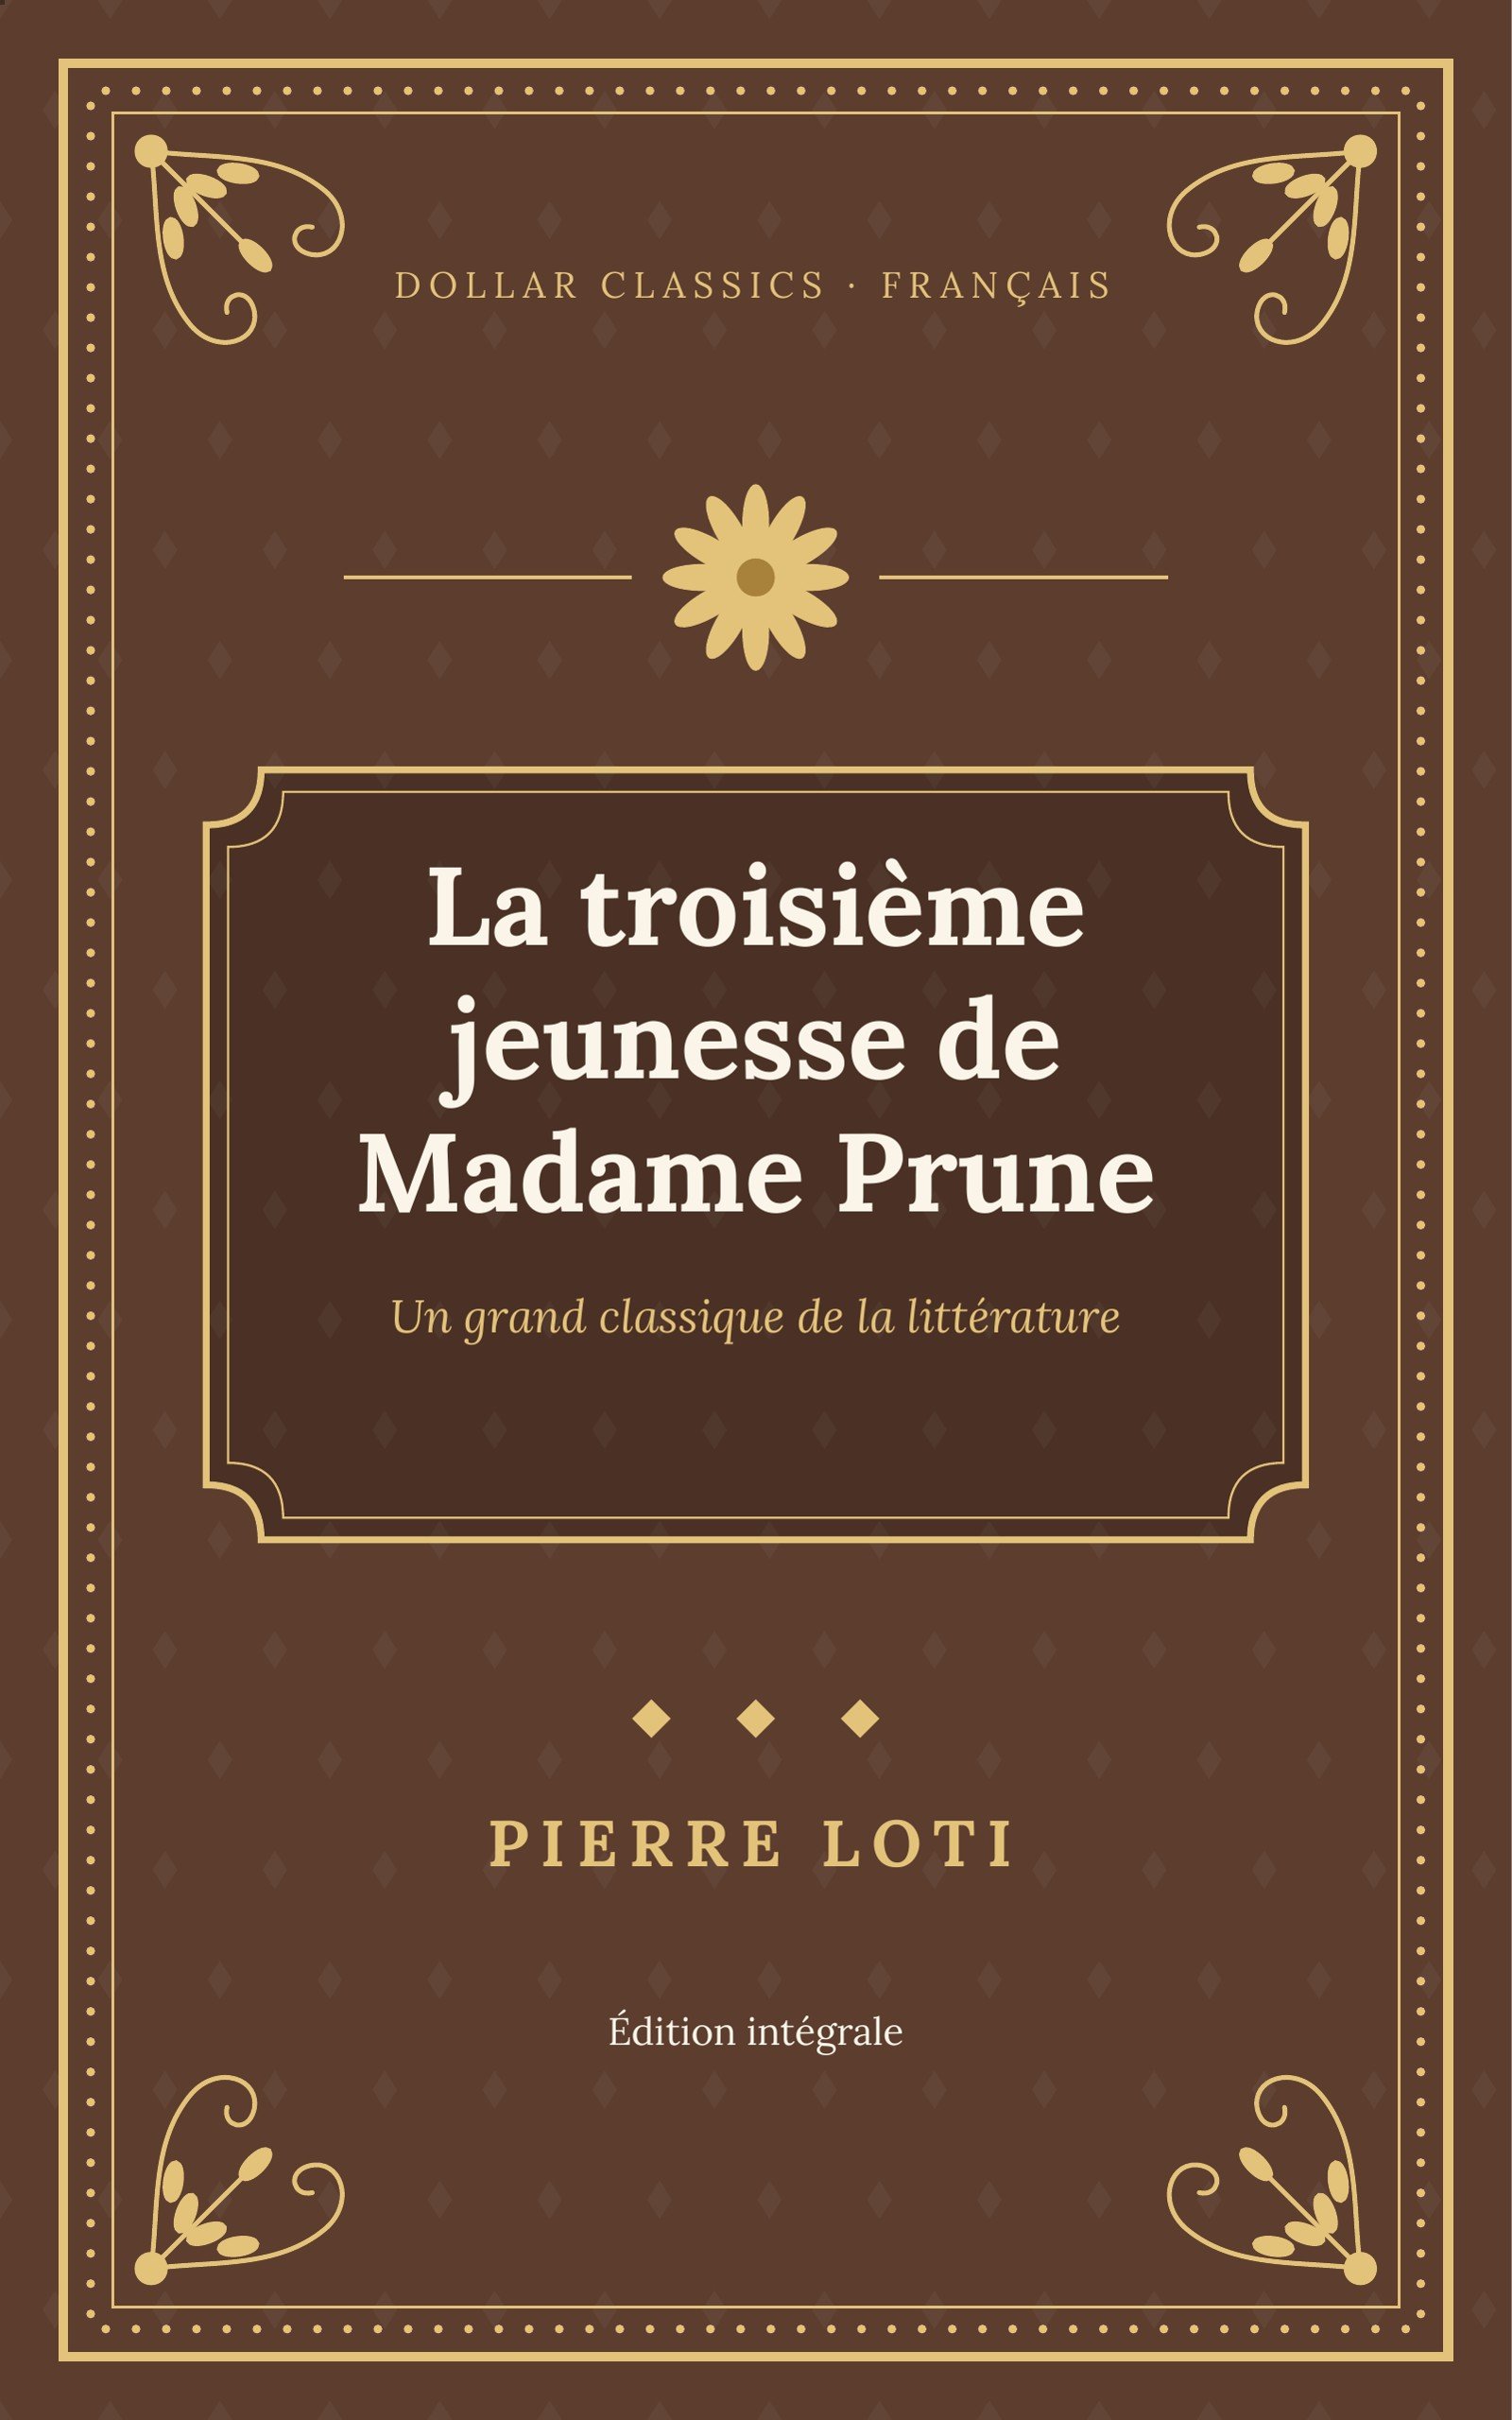 DOLLAR CLASSICS · FRANÇAIS
La troisième
jeunesse de
Madame Prune
Un grand classique de la littérature
PIERRE LOTI
Édition intégrale